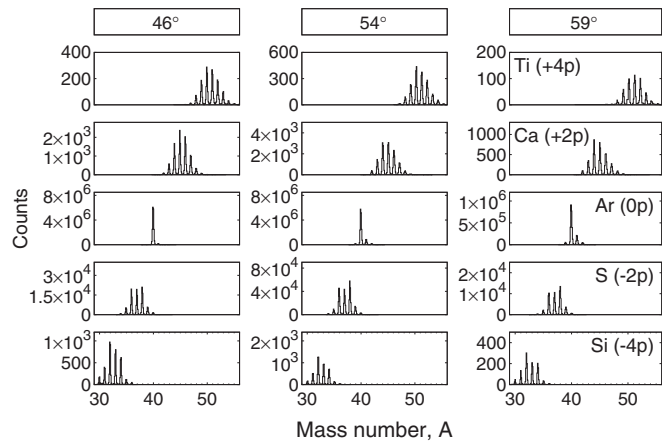 46° 54° 59°
400 600 200
200 300 100 Ti (+4p)
0 0 0
2×10³ 4×10³ 1000 Ca (+2p)
1×10³ 2×10³ 500
0 0 0
8×10⁶ 8×10⁶ 1×10⁶ Ar (0p)
4×10⁶ 4×10⁶ 5×10⁵
0 0 0
3×10⁴ 8×10⁴ 2×10⁴ S (-2p)
1.5×10⁴ 4×10⁴ 1×10⁴
0 0 0
1×10³ 2×10³ 400 Si (-4p)
500 1×10³ 200
0 0 0
30 40 50 30 40 50 30 40 50
Counts
Mass number, A